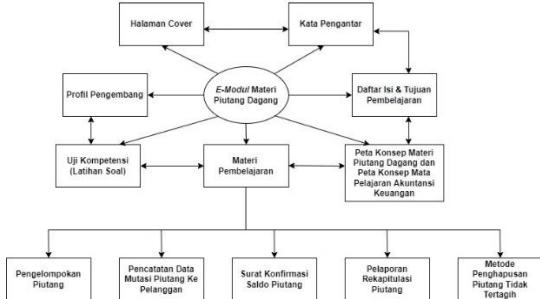 Halaman Cover
Kata Pengantar
E-Modul Materi
Piutang Dagang
Profil Pengembang
Daftar Isi & Tujuan
Pembelajaran
Uji Kompetensi
(Latihan Soal)
Materi
Pembelajaran
Peta Konsep Materi
Piutang Dagang dan
Peta Konsep Mata
Pelajaran Akuntansi
Keuangan
Pengelompokan
Piutang
Pencatatan Data
Mutasi Piutang Ke
Pelanggan
Surat Konfirmasi
Saldo Piutang
Pelaporan
Rekapitulasi Piutang
Metode
Penghapusan
Piutang Tidak
Tertagih